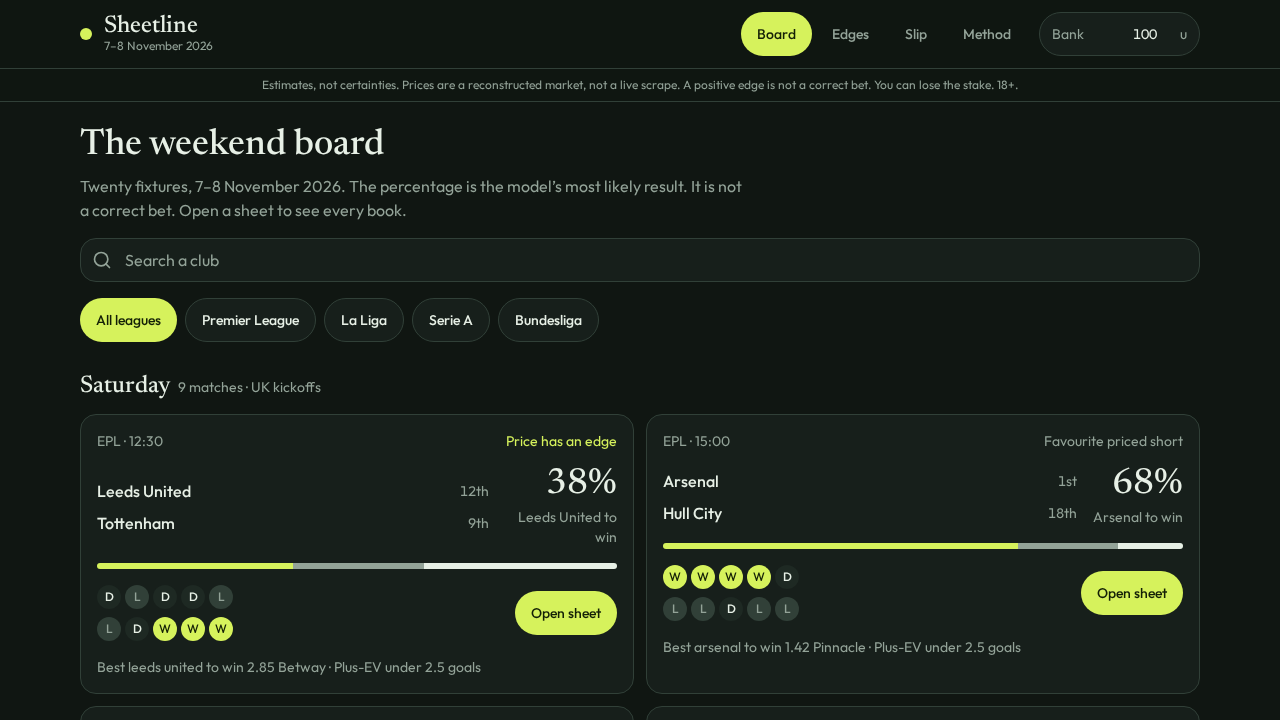 Sheetline
7–8 November 2026
Board
Edges
Slip
Method
Bank 100 u
Estimates, not certainties. Prices are a reconstructed market, not a live scrape. A positive edge is not a correct bet. You can lose the stake. 18+.
The weekend board
Twenty fixtures, 7–8 November 2026. The percentage is the model’s most likely result. It is not
a correct bet. Open a sheet to see every book.
Search a club
All leagues
Premier League
La Liga
Serie A
Bundesliga
Saturday 9 matches · UK kickoffs
EPL · 12:30
Price has an edge
Leeds United 12th
Tottenham 9th
38%
Leeds United to
win
D L D D L
L D W W W
Open sheet
Best leeds united to win 2.85 Betway · Plus-EV under 2.5 goals
EPL · 15:00
Favourite priced short
Arsenal 1st
Hull City 18th
68%
Arsenal to win
W W W W D
L L D L L
Open sheet
Best arsenal to win 1.42 Pinnacle · Plus-EV under 2.5 goals